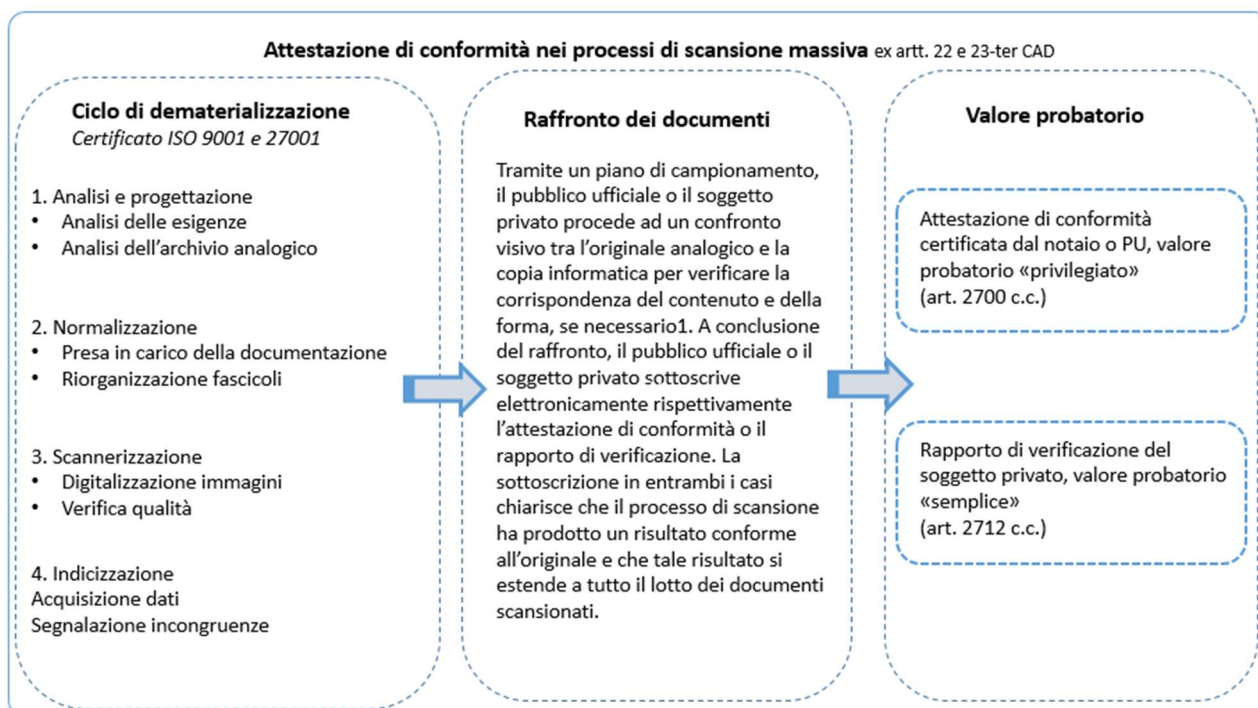 Attestazione di conformità nei processi di scansione massiva ex artt. 22 e 23-ter CAD
Ciclo di dematerializzazione
Certificato ISO 9001 e 27001
1. Analisi e progettazione
• Analisi delle esigenze
• Analisi dell’archivio analogico
2. Normalizzazione
• Presa in carico della documentazione
• Riorganizzazione fascicoli
3. Scannerizzazione
• Digitalizzazione immagini
• Verifica qualità
4. Indicizzazione
Acquisizione dati
Segnalazione incongruenze
Raffronto dei documenti
Tramite un piano di campionamento,
il pubblico ufficiale o il soggetto
privato procede ad un confronto
visivo tra l’originale analogico e la
copia informatica per verificare la
corrispondenza del contenuto e della
forma, se necessario1. A conclusione
del raffronto, il pubblico ufficiale o il
soggetto privato sottoscrive
elettronicamente rispettivamente
l’attestazione di conformità o il
rapporto di verificazione. La
sottoscrizione in entrambi i casi
chiarisce che il processo di scansione
ha prodotto un risultato conforme
all’originale e che tale risultato si
estende a tutto il lotto dei documenti
scansionati.
Valore probatorio
Attestazione di conformità
certificata dal notaio o PU, valore
probatorio «privilegiato»
(art. 2700 c.c.)
Rapporto di verificazione del
soggetto privato, valore probatorio
«semplice»
(art. 2712 c.c.)